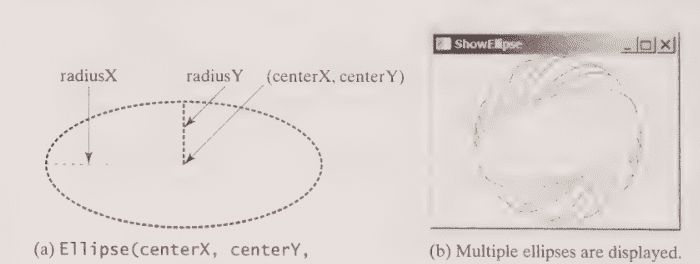 ShowEllipse
radiusX radiusY (centerX, centerY)
(a) Ellipse(centerX, centerY,
(b) Multiple ellipses are displayed.